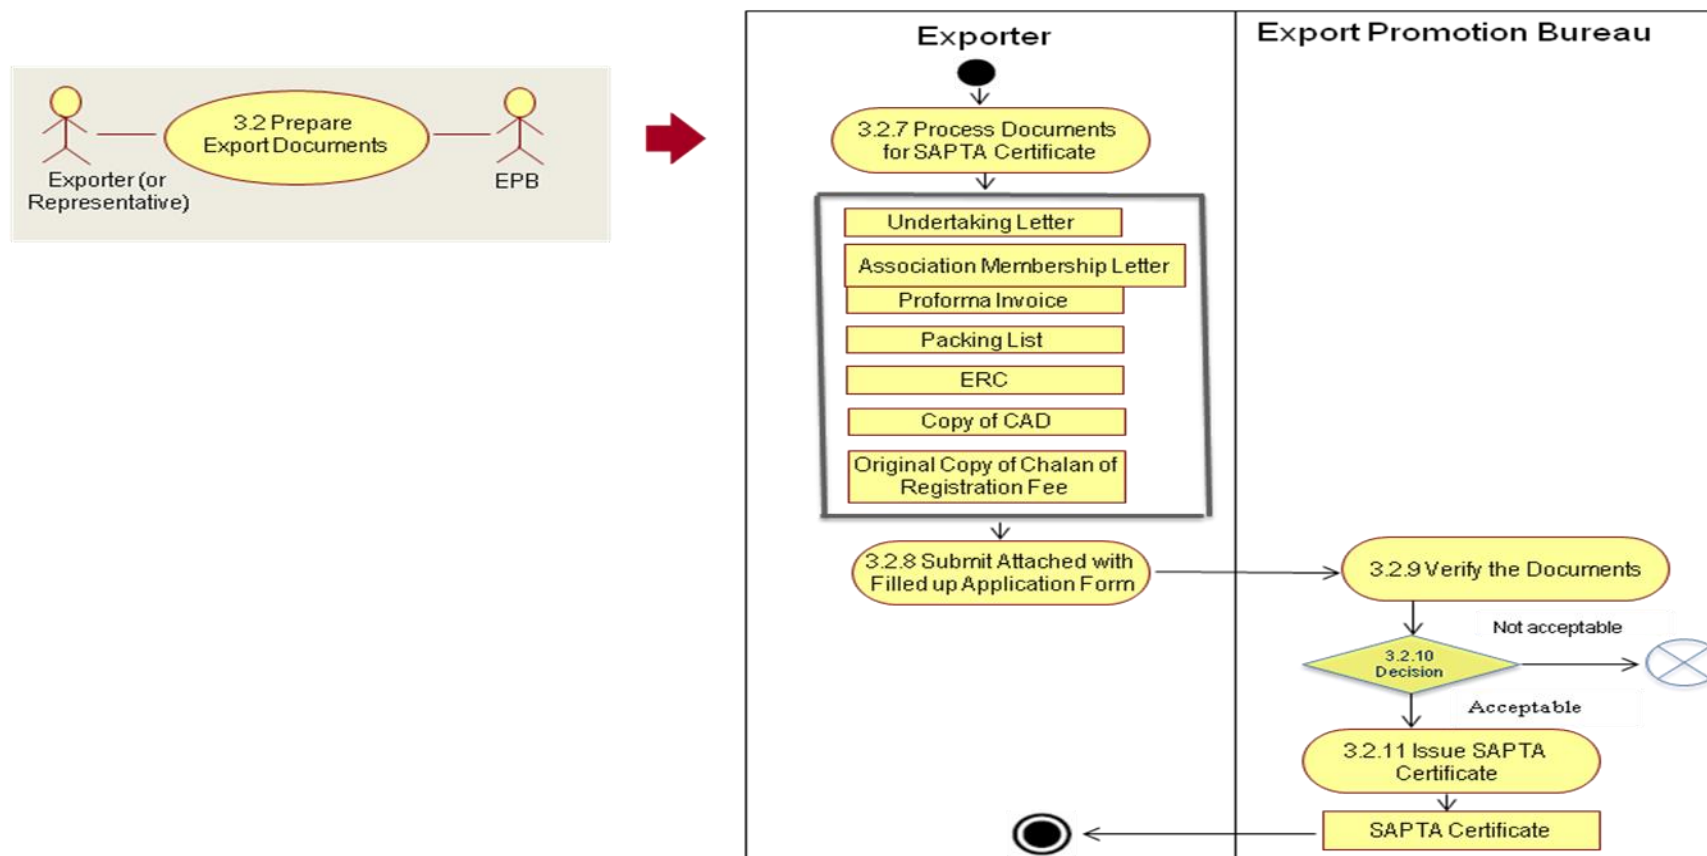 3.2 Prepare
Export Documents
Exporter (or
Representative)
EPB
Exporter
Export Promotion Bureau
3.2.7 Process Documents
for SAPTA Certificate
Undertaking Letter
Association Membership Letter
Proforma Invoice
Packing List
ERC
Copy of CAD
Original Copy of Chalan of
Registration Fee
3.2.8 Submit Attached with
Filled up Application Form
3.2.9 Verify the Documents
Not acceptable
3.2.10
Decision
Acceptable
3.2.11 Issue SAPTA
Certificate
SAPTA Certificate